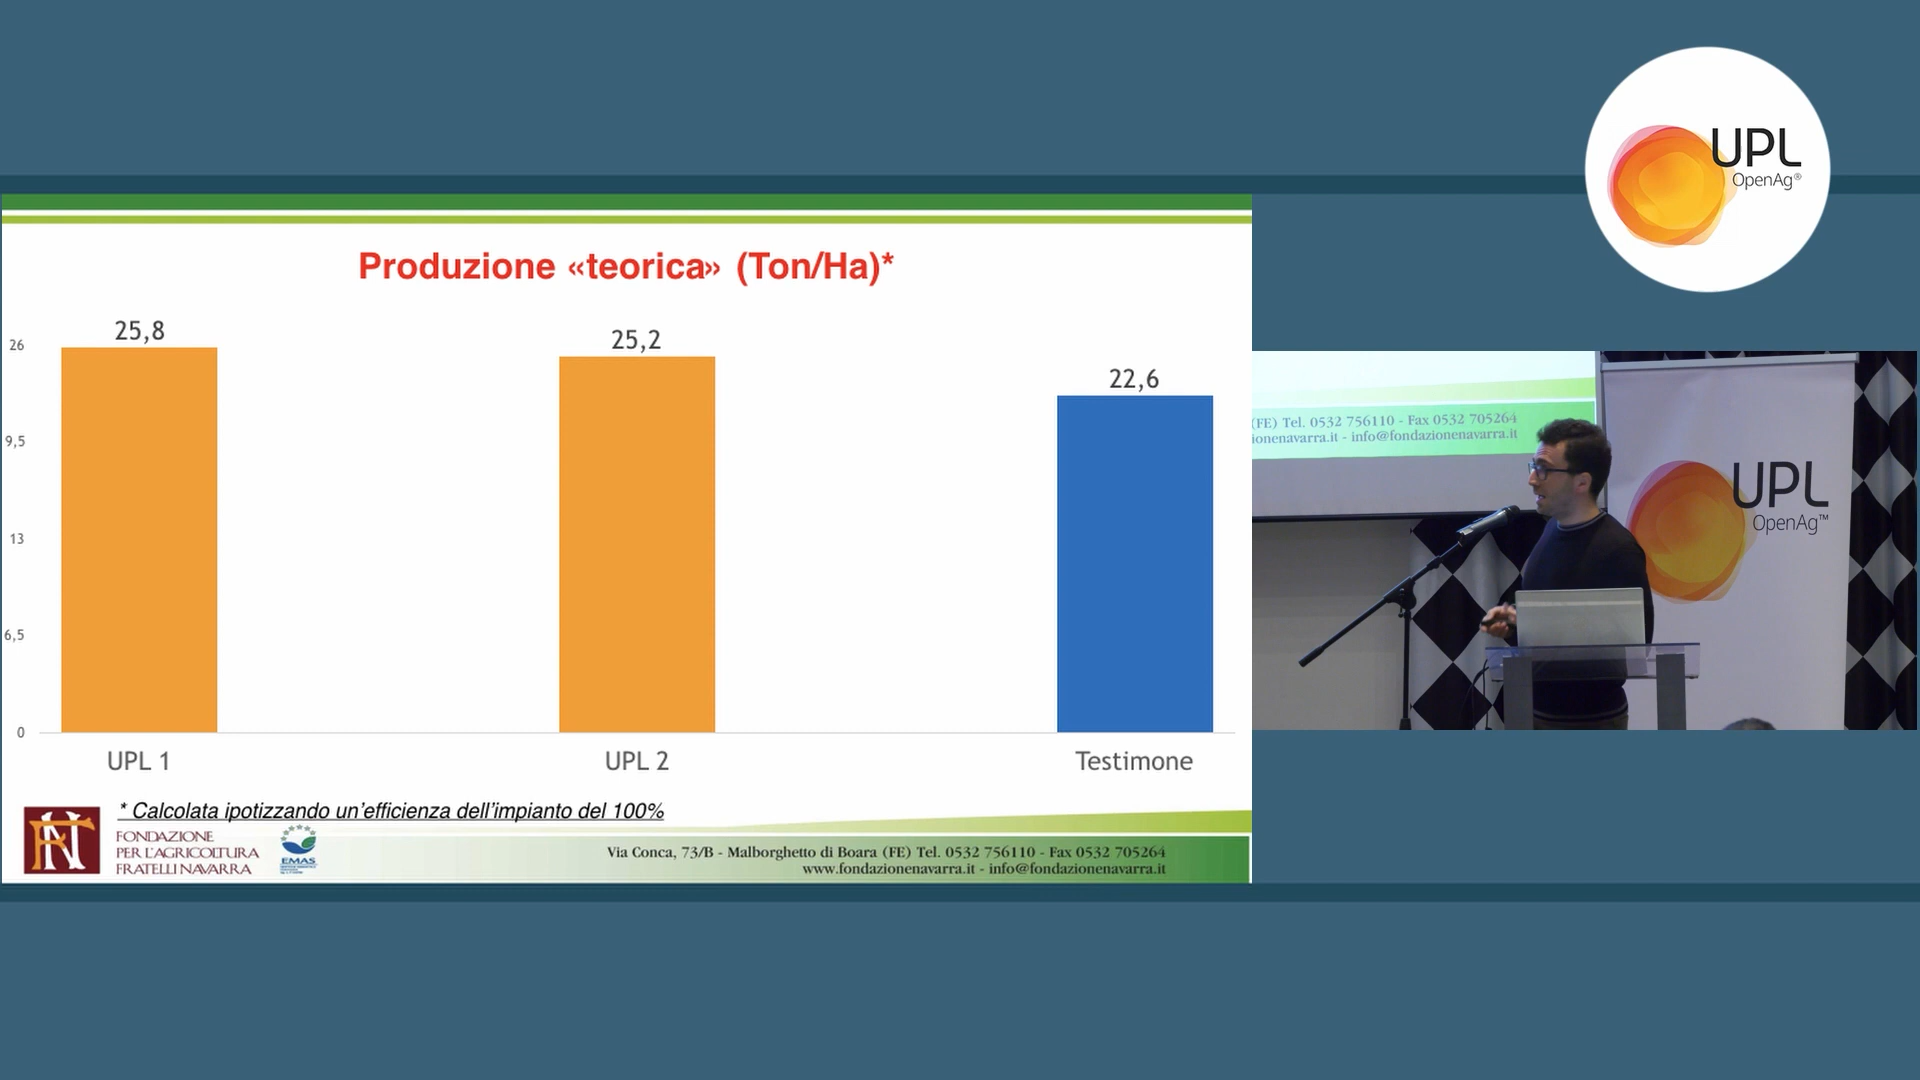 UPL
OpenAg®
Produzione «teorica» (Ton/Ha)*
25,8
25,2
22,6
26
9,5
13
6,5
0
UPL 1
UPL 2
Testimone
* Calcolata ipotizzando un'efficienza dell'impianto del 100%
FONDAZIONE
PER L'AGRICOLTURA
FRATELLI NAVARRA
EMAS
Via Conca, 73/B - Malborghetto di Boara (FE) Tel. 0532 756110 - Fax 0532 705264
www.fondazionenavarra.it - info@fondazionenavarra.it
(FE) Tel. 0532 756110 - Fax 0532 705264
ionenavarra.it - info@fondazionenavarra.it
UPL
OpenAg™